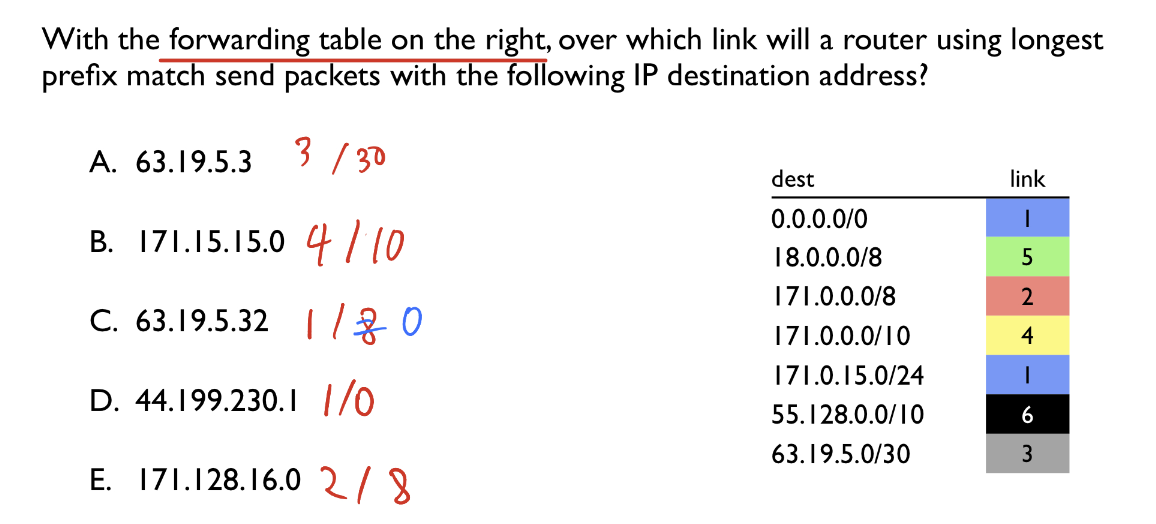 With the forwarding table on the right, over which link will a router using longest
prefix match send packets with the following IP destination address?
A. 63.19.5.3 3 /30
B. 171.15.15.0 4/10
C. 63.19.5.32 1/8 0
D. 44.199.230.1 1/0
E. 171.128.16.0 2/8
dest link
0.0.0.0/0 1
18.0.0.0/8 5
171.0.0.0/8 2
171.0.0.0/10 4
171.0.15.0/24 1
55.128.0.0/10 6
63.19.5.0/30 3